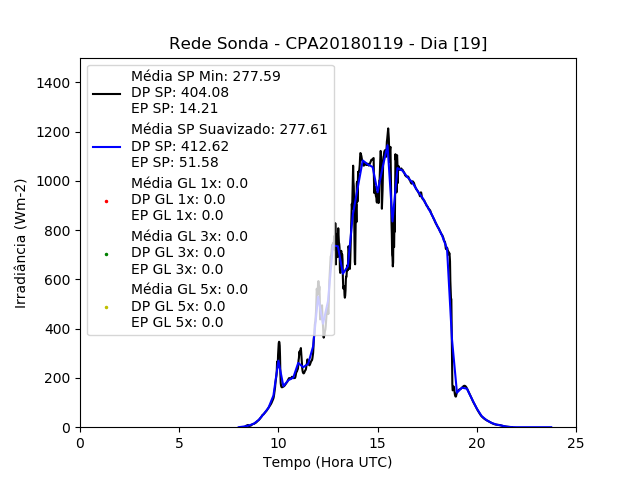 Rede Sonda - CPA20180119 - Dia [19]
Irradiância (Wm-2)
1400
1200
1000
800
600
400
200
0
Média SP Min: 277.59
DP SP: 404.08
EP SP: 14.21
Média SP Suavizado: 277.61
DP SP: 412.62
EP SP: 51.58
Média GL 1x: 0.0
DP GL 1x: 0.0
EP GL 1x: 0.0
Média GL 3x: 0.0
DP GL 3x: 0.0
EP GL 3x: 0.0
Média GL 5x: 0.0
DP GL 5x: 0.0
EP GL 5x: 0.0
0 5 10 15 20 25
Tempo (Hora UTC)